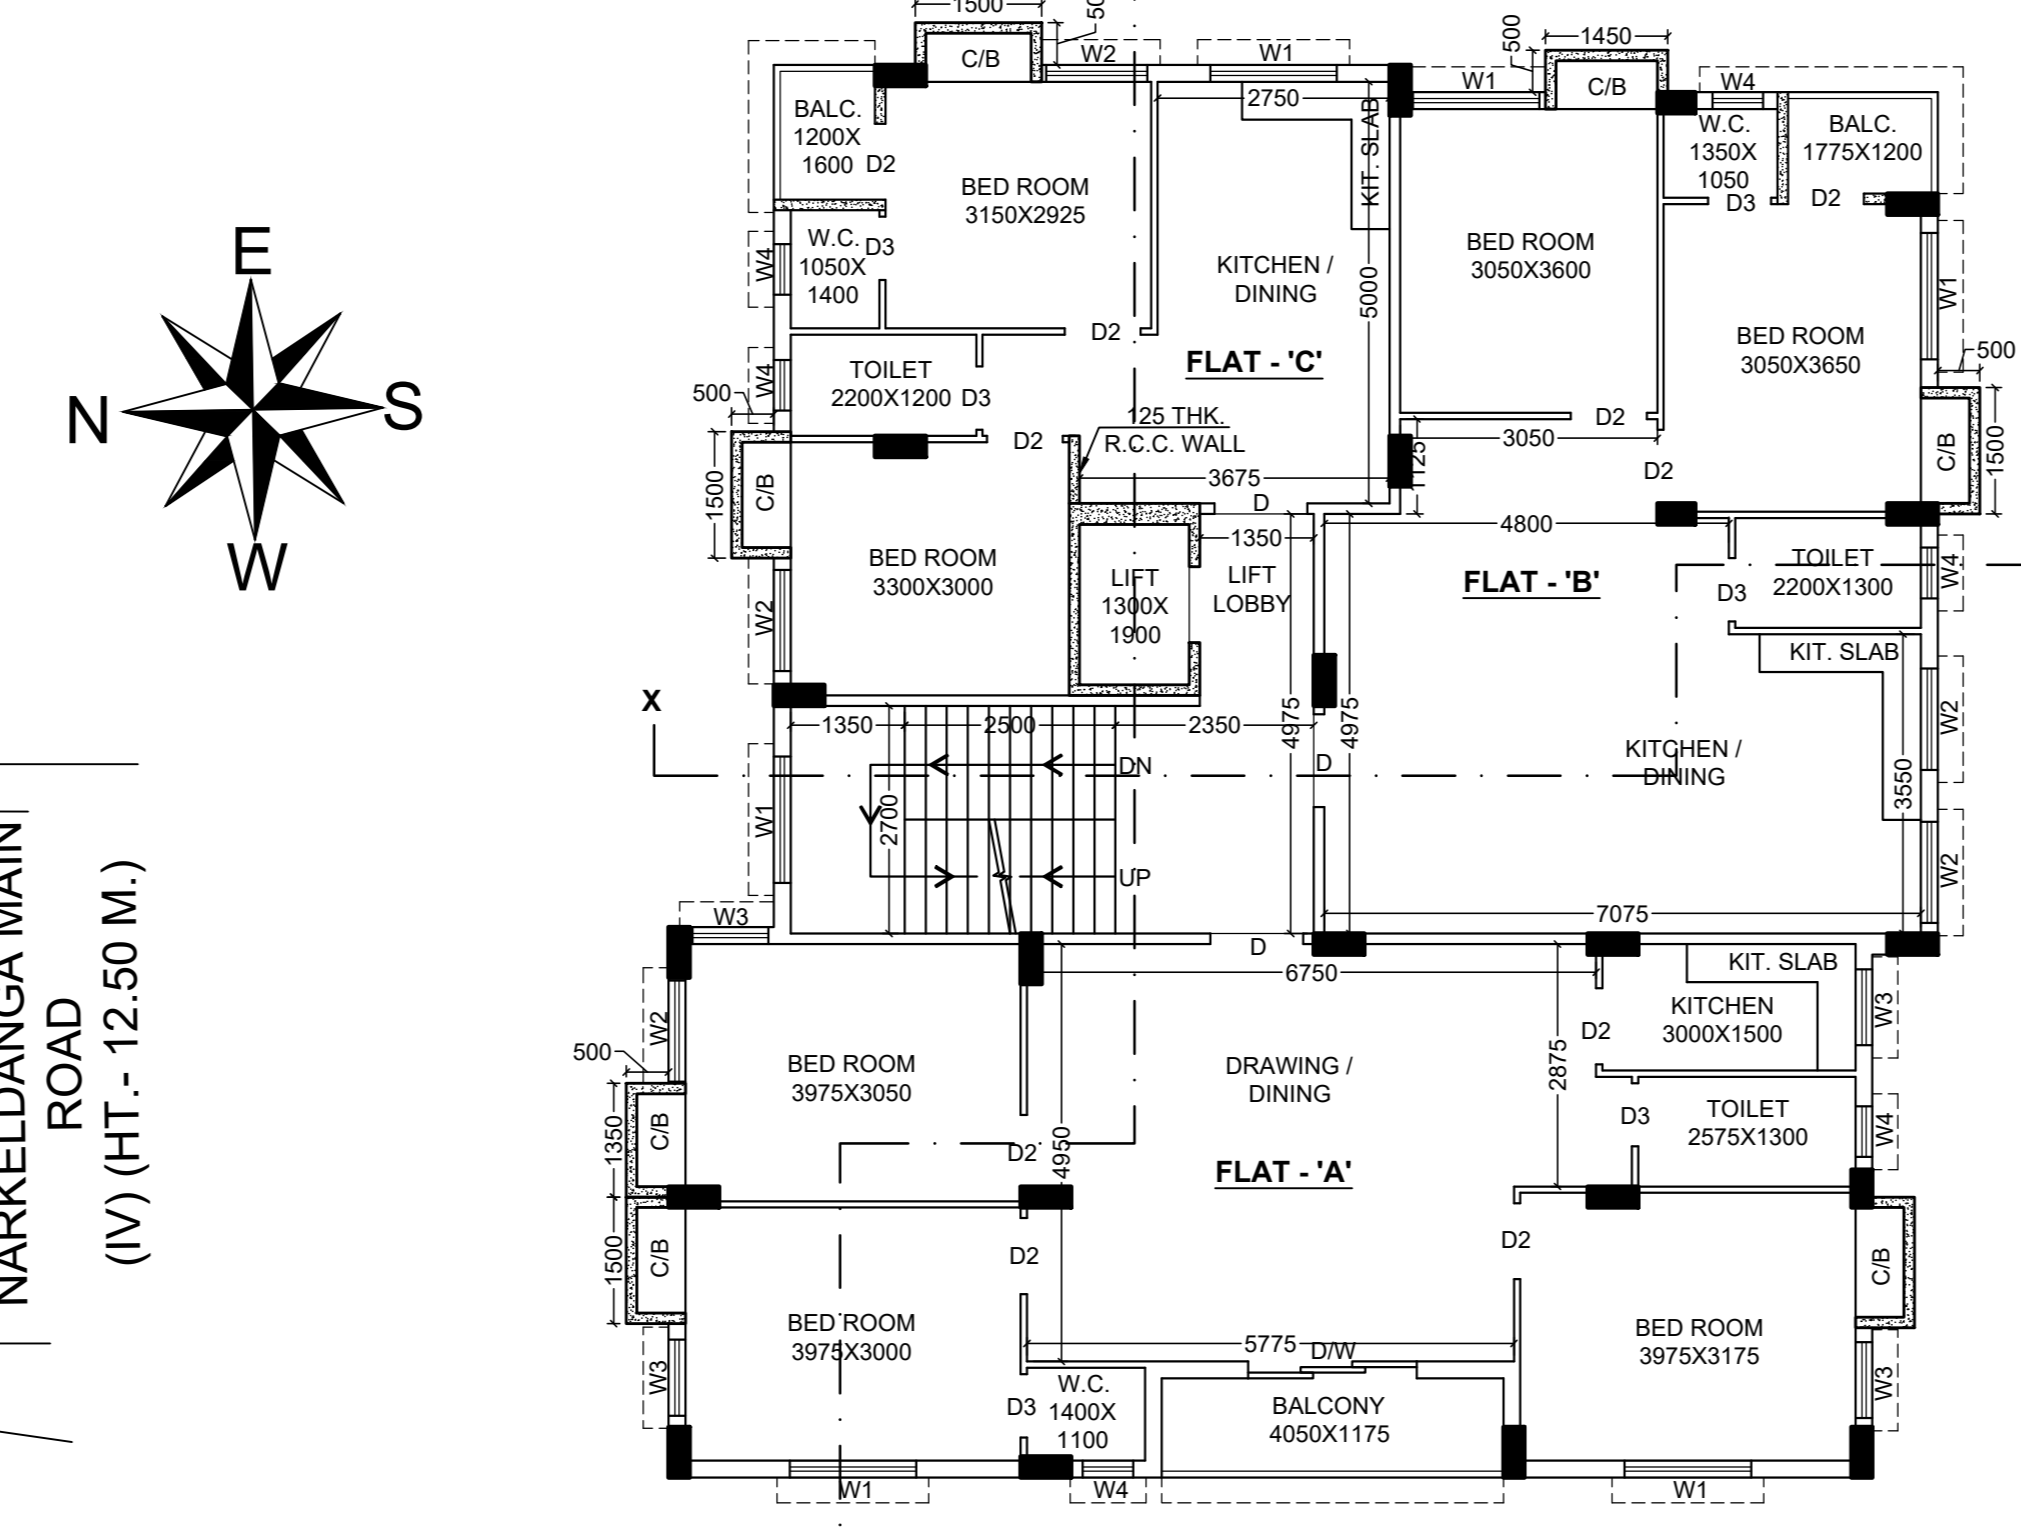 E
N
S
W
NARKELDANGA MAIN
ROAD
(IV) (HT.- 12.50 M.)
X
1500
C/B
W2
W1
2750
KIT. SLAB
BALC.
1200X
1600
D2
BED ROOM
3150X2925
W.C.
1050X
1400
D3
W4
W4
TOILET
2200X1200
D3
D2
KITCHEN /
DINING
5000
FLAT - 'C'
125 THK.
R.C.C. WALL
3675
D
500
1500
C/B
D2
BED ROOM
3300X3000
W2
LIFT
1300X
1900
1350
LIFT
LOBBY
500
1450
C/B
W1
W4
W.C.
1350X
1050
D3
BALC.
1775X1200
D2
BED ROOM
3050X3600
BED ROOM
3050X3650
W1
500
1500
C/B
D2
3050
1125
D2
4800
FLAT - 'B'
TOILET
2200X1300
D3
W4
KIT. SLAB
KITCHEN /
DINING
3550
W2
W2
4975
4975
D
7075
1350
2500
2350
2700
DN
UP
W1
W3
D
6750
KIT. SLAB
KITCHEN
3000X1500
D2
W3
2875
TOILET
2575X1300
D3
W4
W2
500
BED ROOM
3975X3050
1350
C/B
D2
4950
DRAWING /
DINING
FLAT - 'A'
1500
C/B
D2
BED ROOM
3975X3000
W3
D2
BED ROOM
3975X3175
C/B
W3
5775
D/W
D3
W.C.
1400X
1100
BALCONY
4050X1175
W1
W4
W1